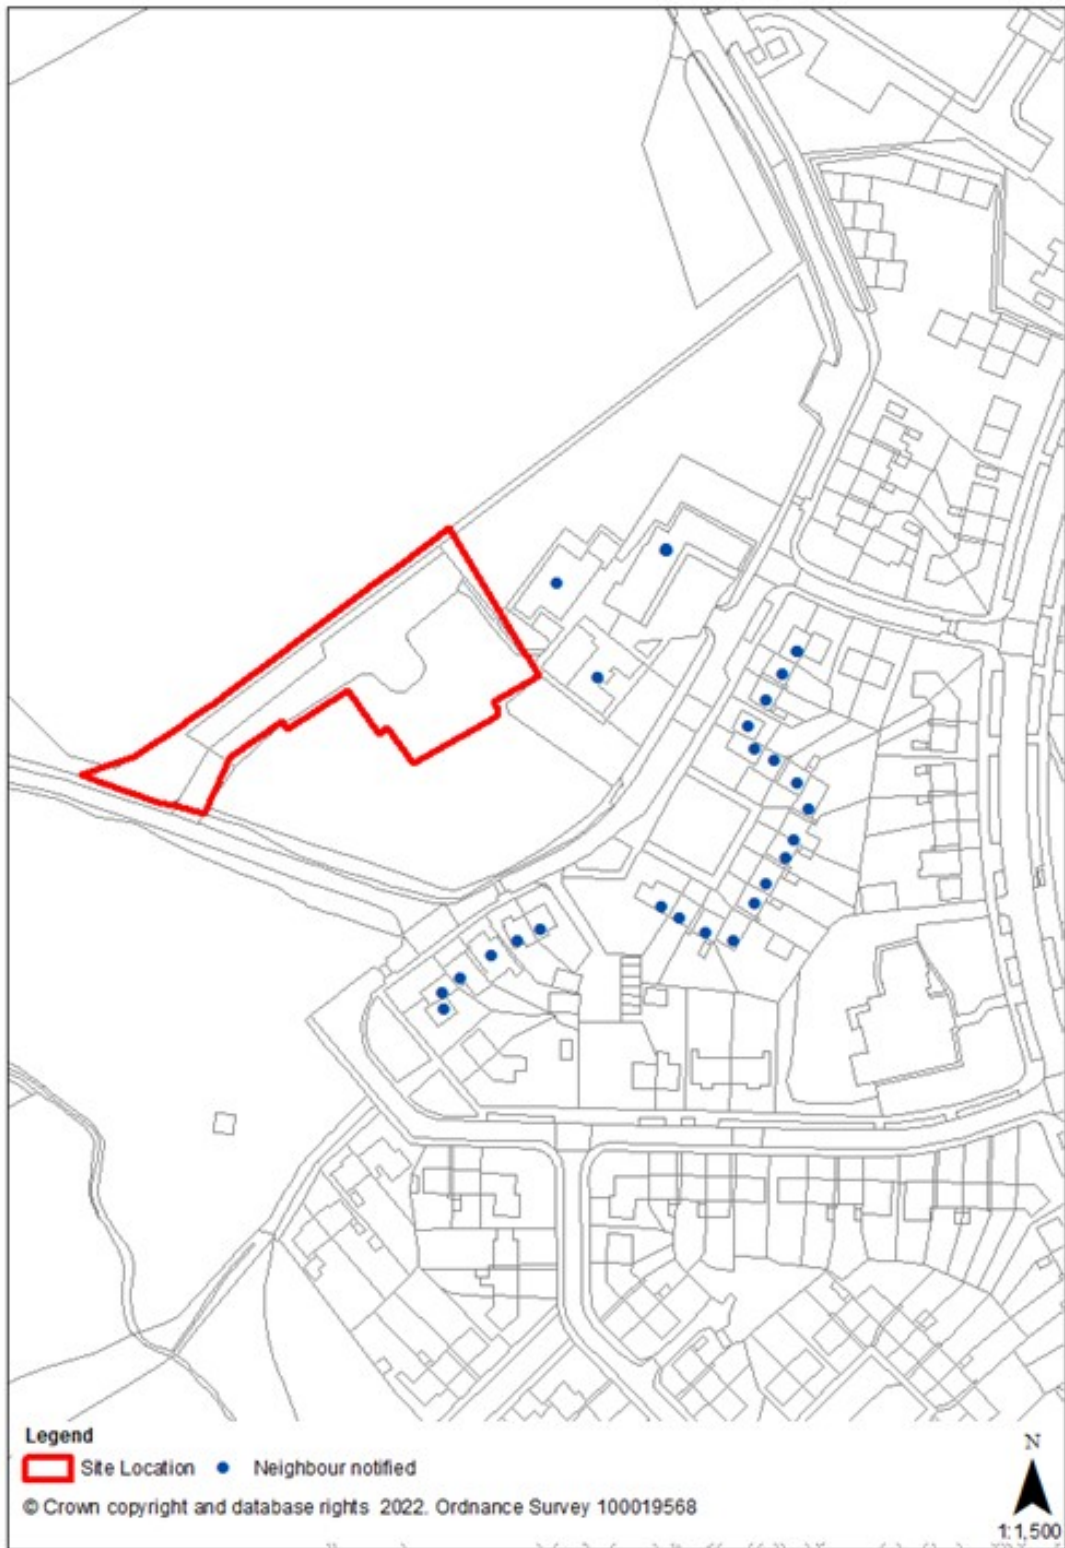 Legend
Site Location
Neighbour notified
© Crown copyright and database rights 2022. Ordnance Survey 100019568
N
1:1,500